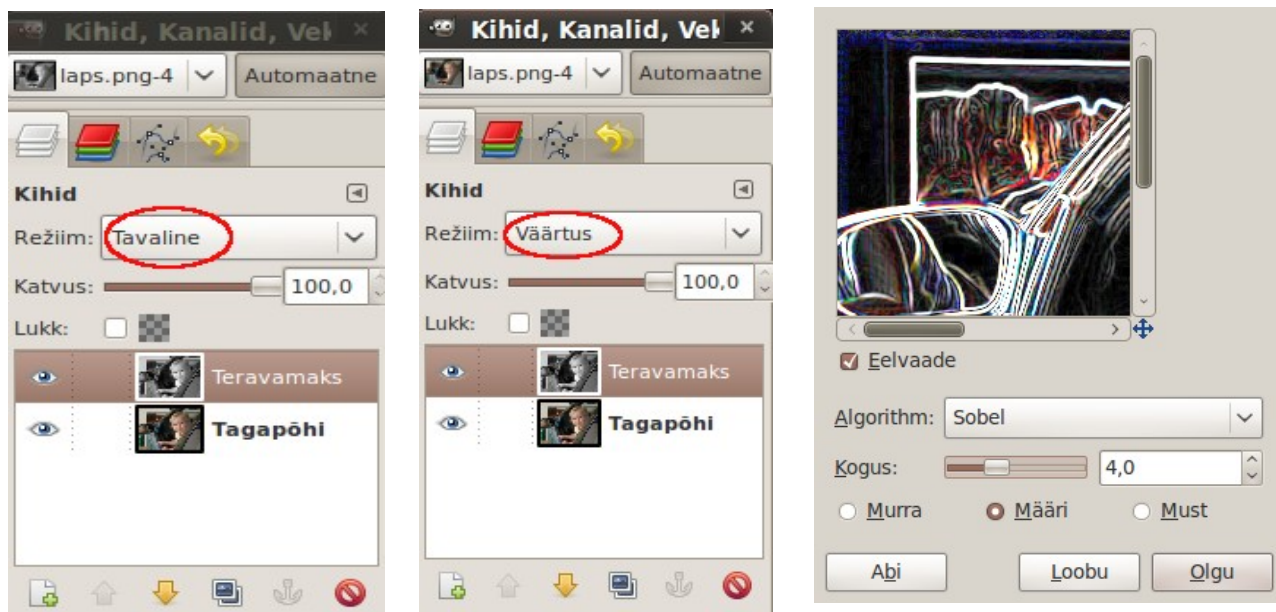 Kihid, Kanalid, Vek
laps.png-4
Automaatne
Kihid
Režiim: Tavaline
Katvus: 100,0
Lukk:
Teravamaks
Tagapõhi
Kihid, Kanalid, Vek
laps.png-4
Automaatne
Kihid
Režiim: Väärtus
Katvus: 100,0
Lukk:
Teravamaks
Tagapõhi
Eelvaade
Algorithm: Sobel
Kogus: 4,0
Murra Määri Must
Abi Loobu Olgu